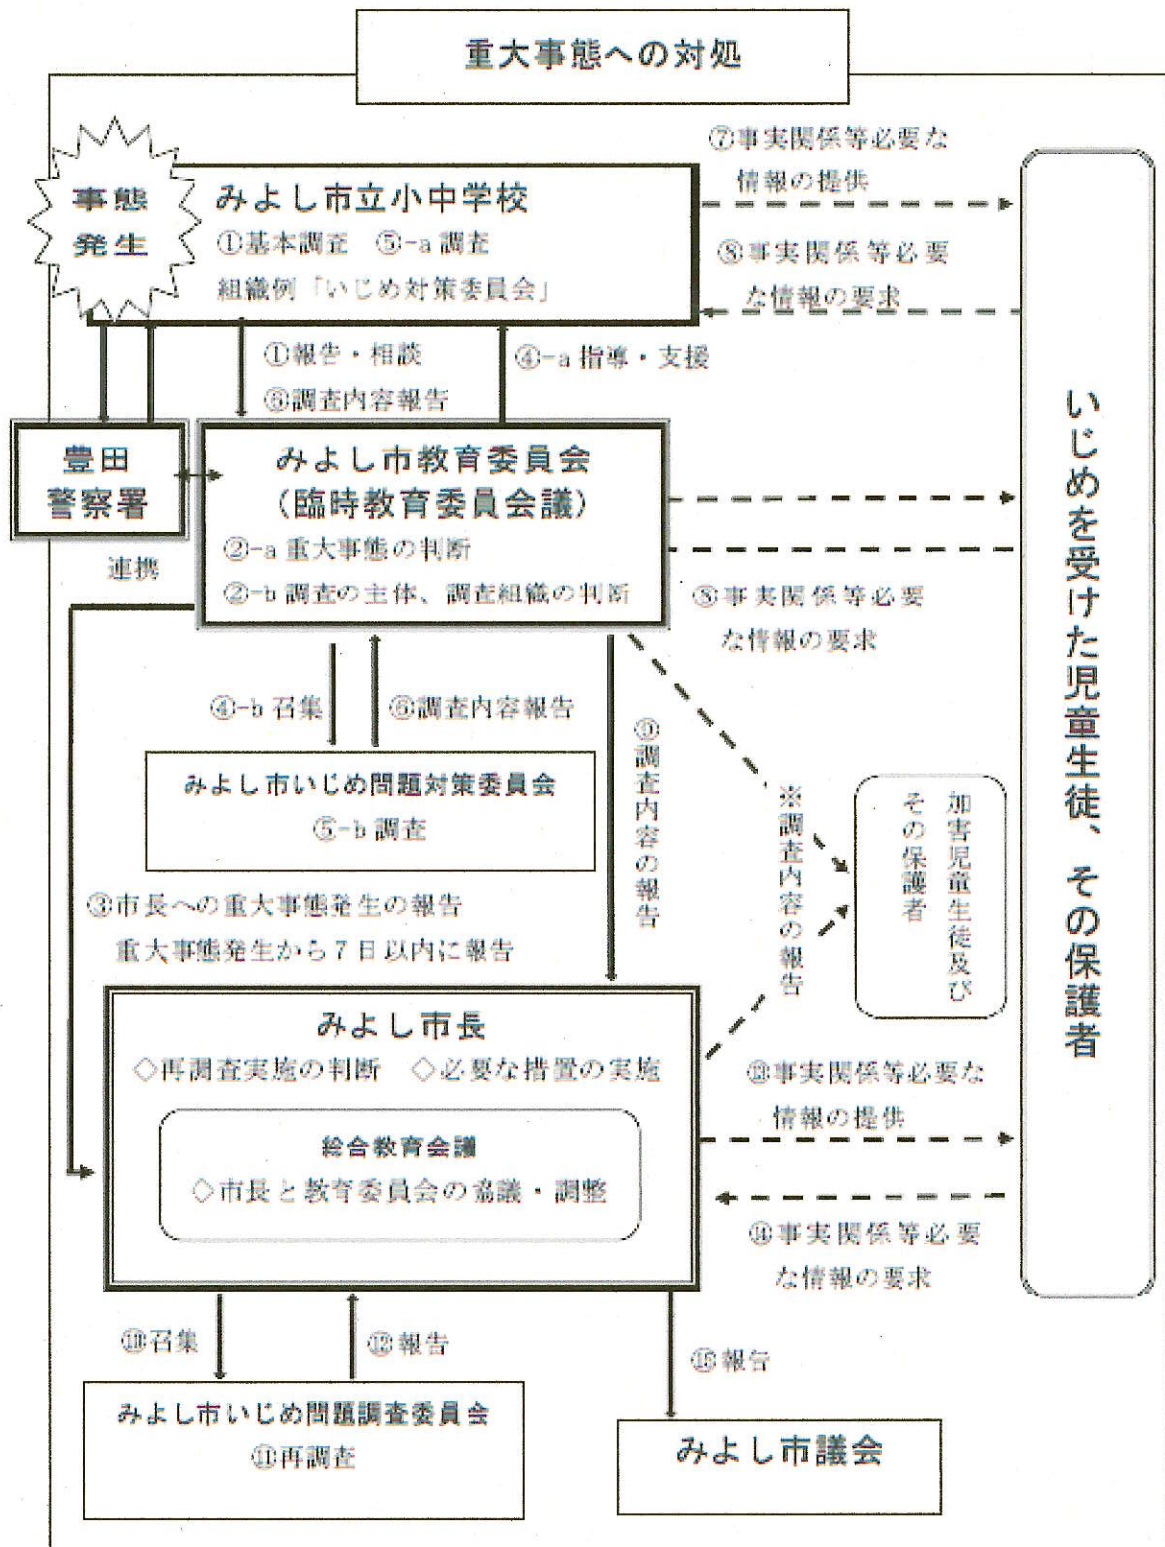 重大事態への対処
事態
発生
みよし市立小中学校
①基本調査 ⑤-a 調査
組織例「いじめ対策委員会」
⑦事実関係等必要な
情報の提供
⑧事実関係等必要
な情報の要求
①報告・相談
⑥調査内容報告
④-a 指導・支援
豊田
警察署
連携
みよし市教育委員会
(臨時教育委員会議)
②-a 重大事態の判断
②-b 調査の主体、調査組織の判断
⑧事実関係等必要
な情報の要求
④-b 召集
⑥調査内容報告
みよし市いじめ問題対策委員会
⑤-b 調査
⑨調査内容の報告
※調査内容の報告
加害児童生徒及び
その保護者
いじめを受けた児童生徒、その保護者
③市長への重大事態発生の報告
重大事態発生から7日以内に報告
みよし市長
◇再調査実施の判断 ◇必要な措置の実施
総合教育会議
◇市長と教育委員会の協議・調整
⑬事実関係等必要な
情報の提供
⑭事実関係等必要
な情報の要求
⑩召集
⑫報告
⑮報告
みよし市いじめ問題調査委員会
⑪再調査
みよし市議会